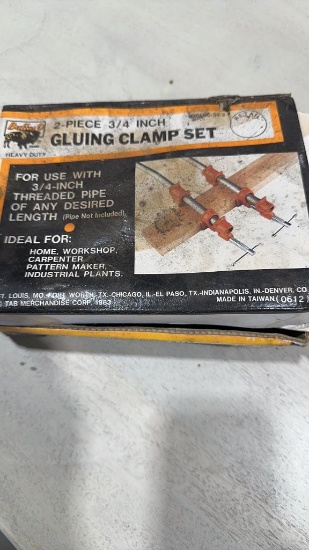 2-PIECE 3/4 INCH
GLUING CLAMP SET
HEAVY DUTY
FOR USE WITH
3/4-INCH
THREADED PIPE
OF ANY DESIRED
LENGTH (Pipe Not Included).
IDEAL FOR:
HOME, WORKSHOP,
CARPENTER
PATTERN MAKER,
INDUSTRIAL PLANTS.
LOUIS, MO.-FORT WORTH, TX.-CHICAGO, IL.-EL PASO, TX.-INDIANAPOLIS, IN.-DENVER, CO
TAB MERCHANDISE CORP. 1983
MADE IN TAIWAN (0612)